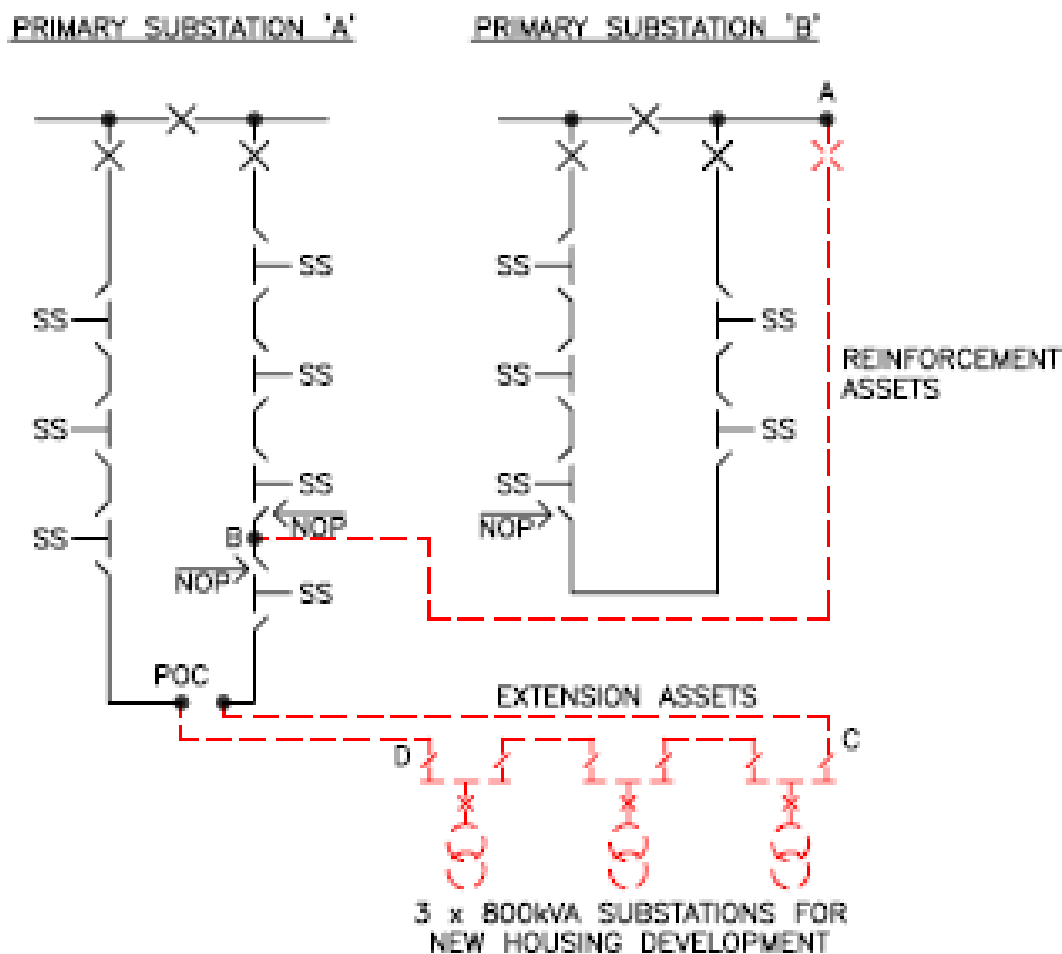 PRIMARY SUBSTATION 'A'
PRIMARY SUBSTATION 'B'
A
SS
SS
SS
SS
SS
SS
SS
SS
REINFORCEMENT
ASSETS
SS
SS
SS
SS
NOP
NOP
B
NOP
SS
POC
EXTENSION ASSETS
D
C
3 x 800kVA SUBSTATIONS FOR
NEW HOUSING DEVELOPMENT